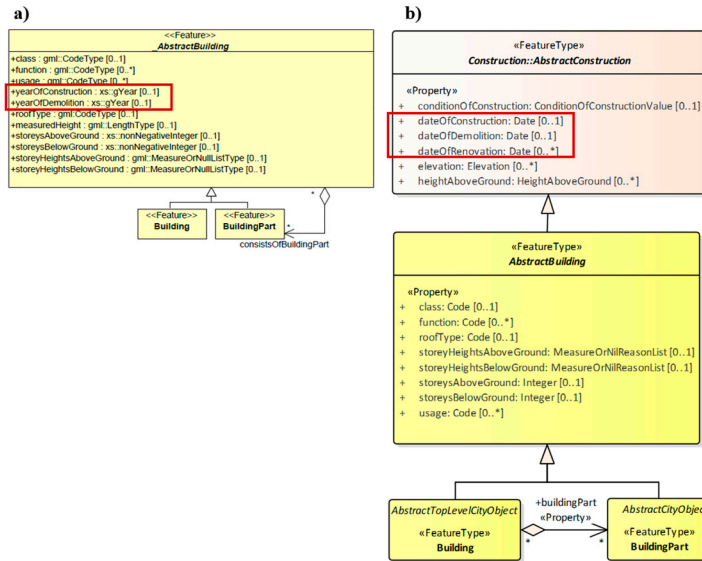 a)
<<Feature>>
_AbstractBuilding
+class : gml::CodeType [0..1]
+function : gml::CodeType [0..*]
+usage : gml::CodeType [0..*]
+yearOfConstruction : xs::gYear [0..1]
+yearOfDemolition : xs::gYear [0..1]
+roofType : gml::CodeType [0..1]
+measuredHeight : gml::LengthType [0..1]
+storeysAboveGround : xs::nonNegativeInteger [0..1]
+storeysBelowGround : xs::nonNegativeInteger [0..1]
+storeyHeightsAboveGround : gml::MeasureOrNullListType [0..1]
+storeyHeightsBelowGround : gml::MeasureOrNullListType [0..1]
*
<<Feature>>
Building
<<Feature>>
BuildingPart
*
consistsOfBuildingPart
b)
«FeatureType»
Construction::AbstractConstruction
«Property»
+ conditionOfConstruction: ConditionOfConstructionValue [0..1]
+ dateOfConstruction: Date [0..1]
+ dateOfDemolition: Date [0..1]
+ dateOfRenovation: Date [0..*]
+ elevation: Elevation [0..*]
+ heightAboveGround: HeightAboveGround [0..*]
«FeatureType»
AbstractBuilding
«Property»
+ class: Code [0..1]
+ function: Code [0..*]
+ roofType: Code [0..1]
+ storeyHeightsAboveGround: MeasureOrNilReasonList [0..1]
+ storeyHeightsBelowGround: MeasureOrNilReasonList [0..1]
+ storeysAboveGround: Integer [0..1]
+ storeysBelowGround: Integer [0..1]
+ usage: Code [0..*]
AbstractTopLevelCityObject
«FeatureType»
Building
+buildingPart
«Property»
*
*
AbstractCityObject
«FeatureType»
BuildingPart